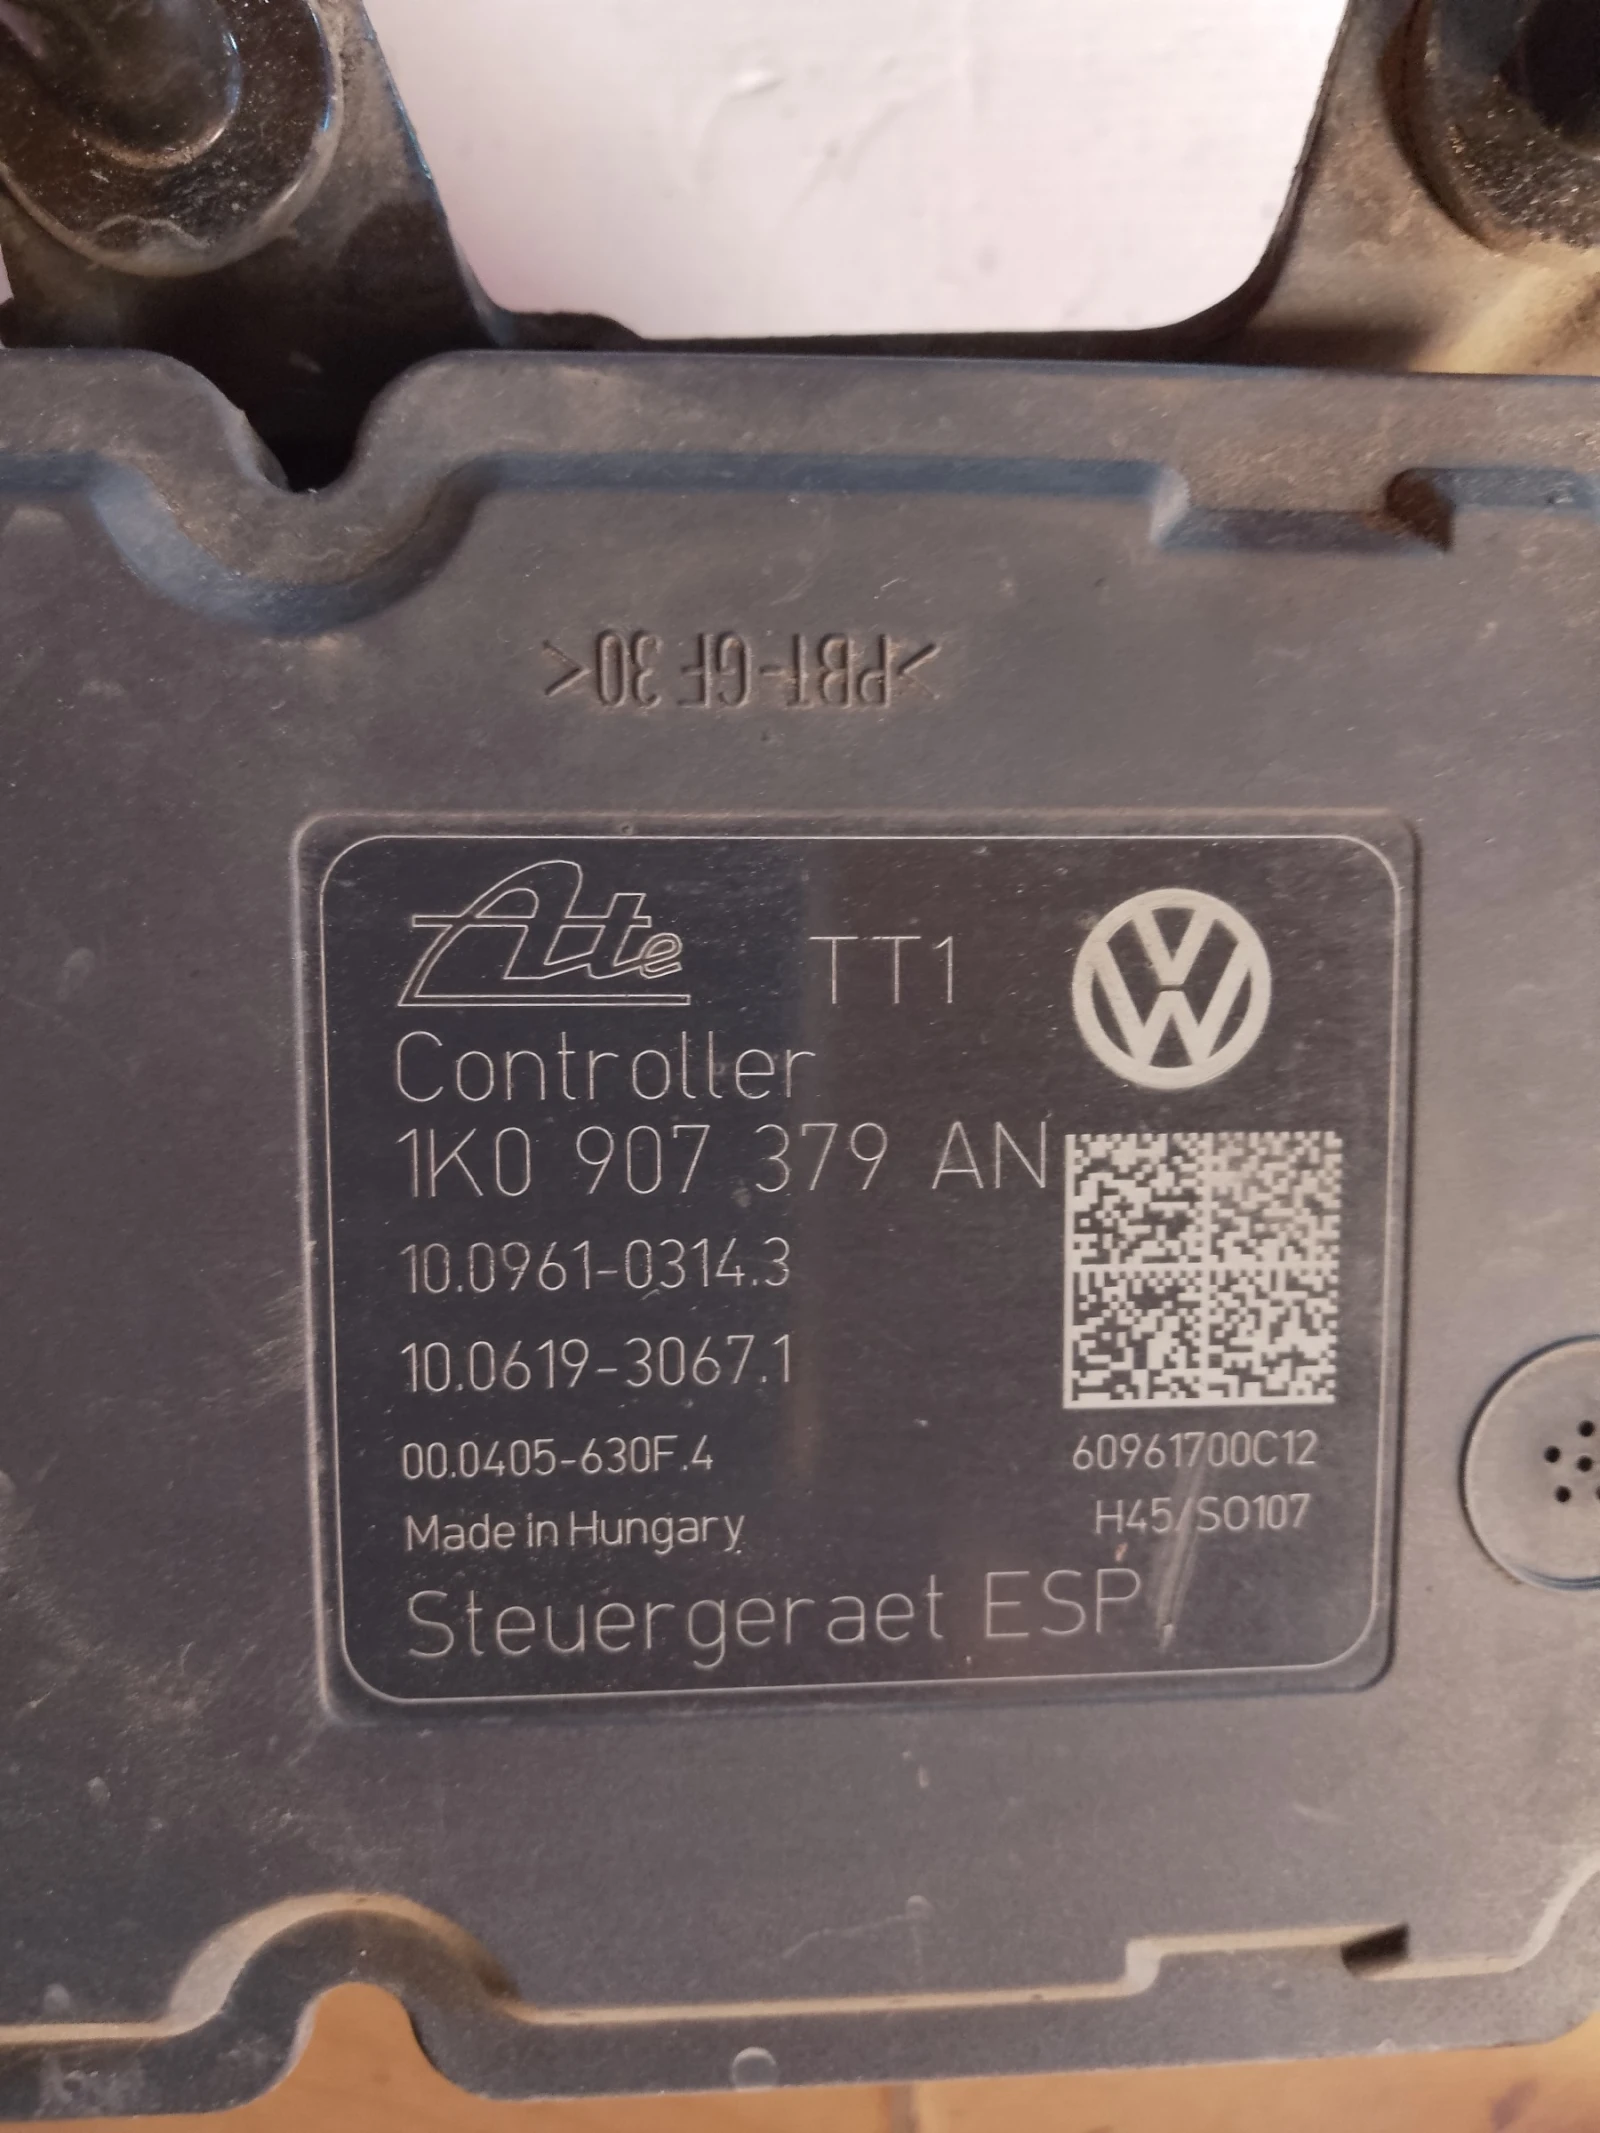 >PBT-GF 30<
Ate TT1
Controller
1K0 907 379 AN
10.0961-0314.3
10.0619-3067.1
00.0405-630F.4
60961700C12
Made in Hungary
H45/SO107
Steuergeraet ESP